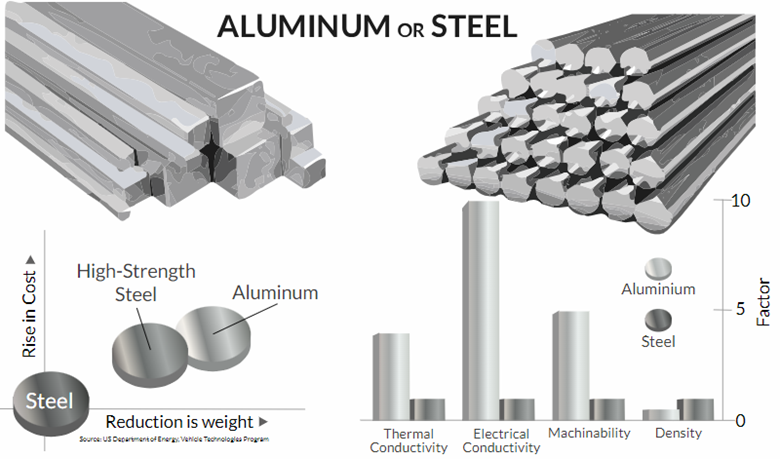 ALUMINUM OR STEEL
Rise in Cost ▲
High-Strength
Steel
Aluminum
Steel
Reduction is weight ▶
Source: US Department of Energy, Vehicle Technologies Program
10
5
0
Factor
Aluminium
Steel
Thermal
Conductivity
Electrical
Conductivity
Machinability
Density